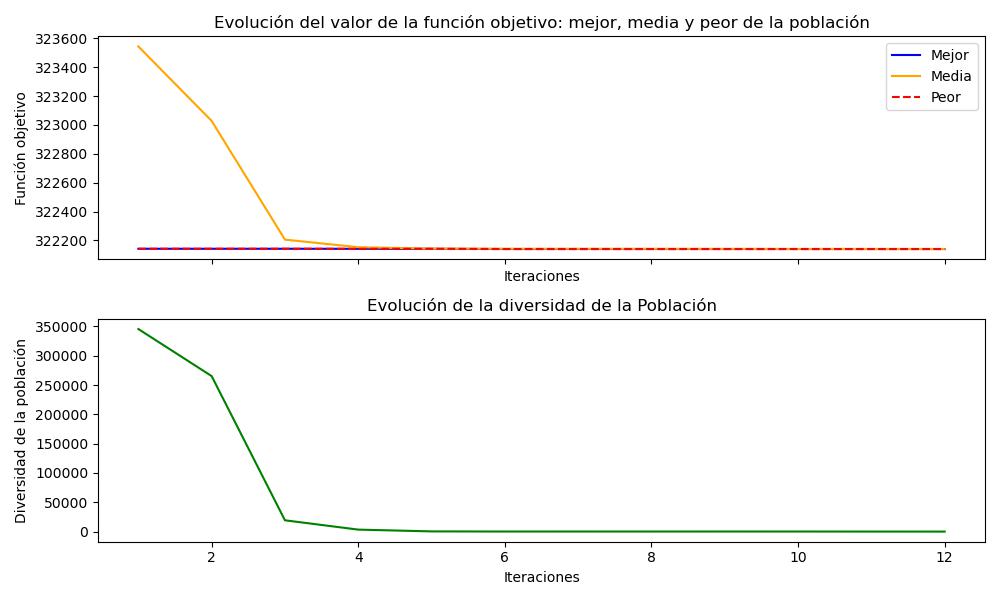 Evolución del valor de la función objetivo: mejor, media y peor de la población
323600
323400
323200
323000
322800
322600
322400
322200
Función objetivo
Mejor
Media
Peor
Iteraciones
Evolución de la diversidad de la Población
350000
300000
250000
200000
150000
100000
50000
0
Diversidad de la población
2 4 6 8 10 12
Iteraciones